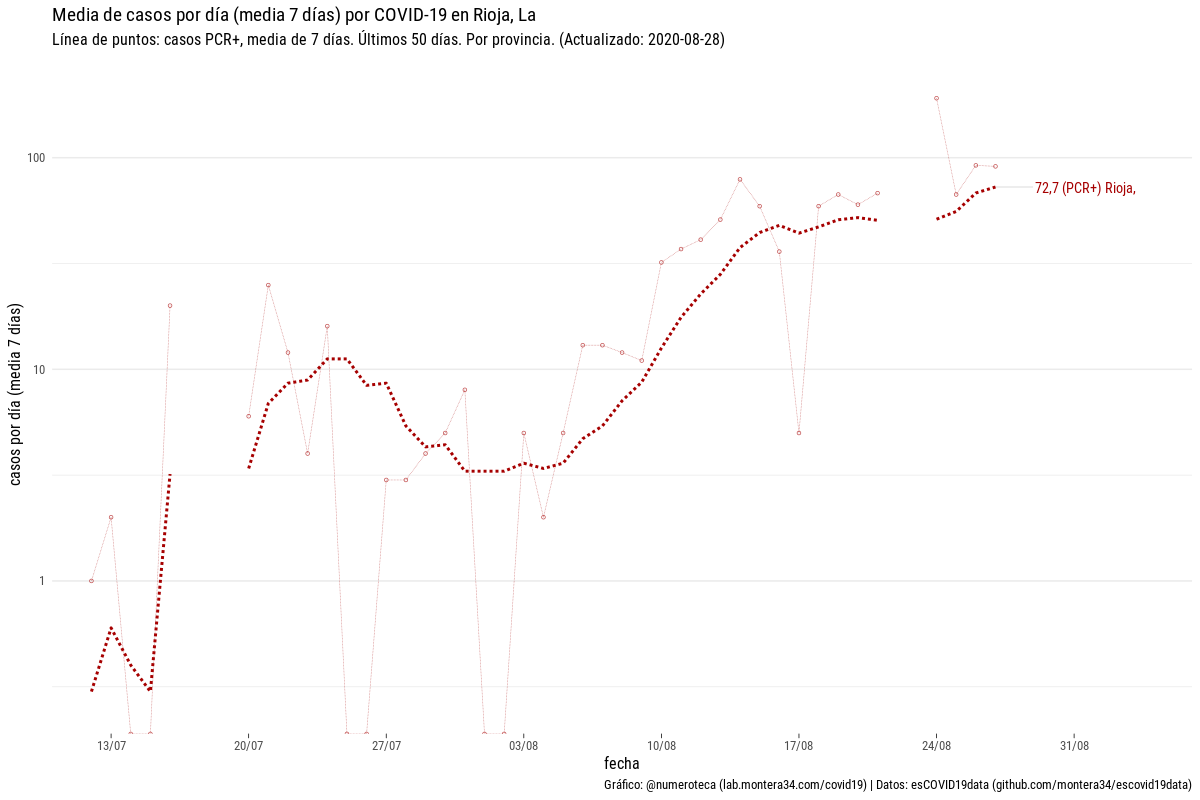 Media de casos por día (media 7 días) por COVID-19 en Rioja, La
Línea de puntos: casos PCR+, media de 7 días. Últimos 50 días. Por provincia. (Actualizado: 2020-08-28)
casos por día (media 7 días)
100
10
1
72,7 (PCR+) Rioja,
13/07
20/07
27/07
03/08
10/08
17/08
24/08
31/08
fecha
Gráfico: @numeroteca (lab.montera34.com/covid19) | Datos: esCOVID19data (github.com/montera34/escovid19data)